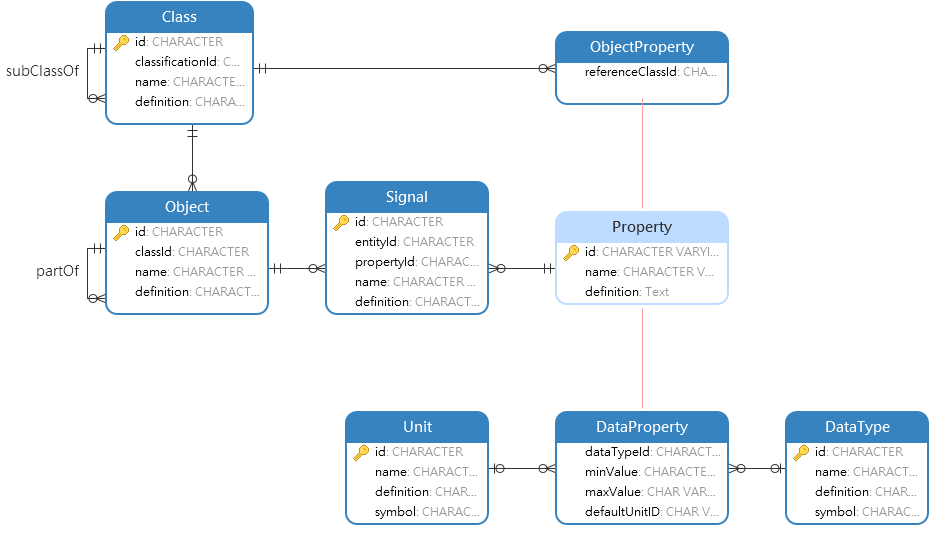 Class
id: CHARACTER
classificationId: C...
name: CHARACTE...
definition: CHARA...
subClassOf
ObjectProperty
referenceClassId: CHA...
Object
id: CHARACTER
classId: CHARACTER
name: CHARACTER ...
definition: CHARACT...
partOf
Signal
id: CHARACTER
entityId: CHARACTER
propertyId: CHARAC...
name: CHARACTER ...
definition: CHARACT...
Property
id: CHARACTER VARYI...
name: CHARACTER V...
definition: Text
Unit
id: CHARACTER
name: CHARACT...
definition: CHAR...
symbol: CHARAC...
DataProperty
dataTypeId: CHARACT...
minValue: CHARACTE...
maxValue: CHAR VAR...
defaultUnitID: CHAR V...
DataType
id: CHARACTER
name: CHARACT...
definition: CHAR...
symbol: CHARAC...